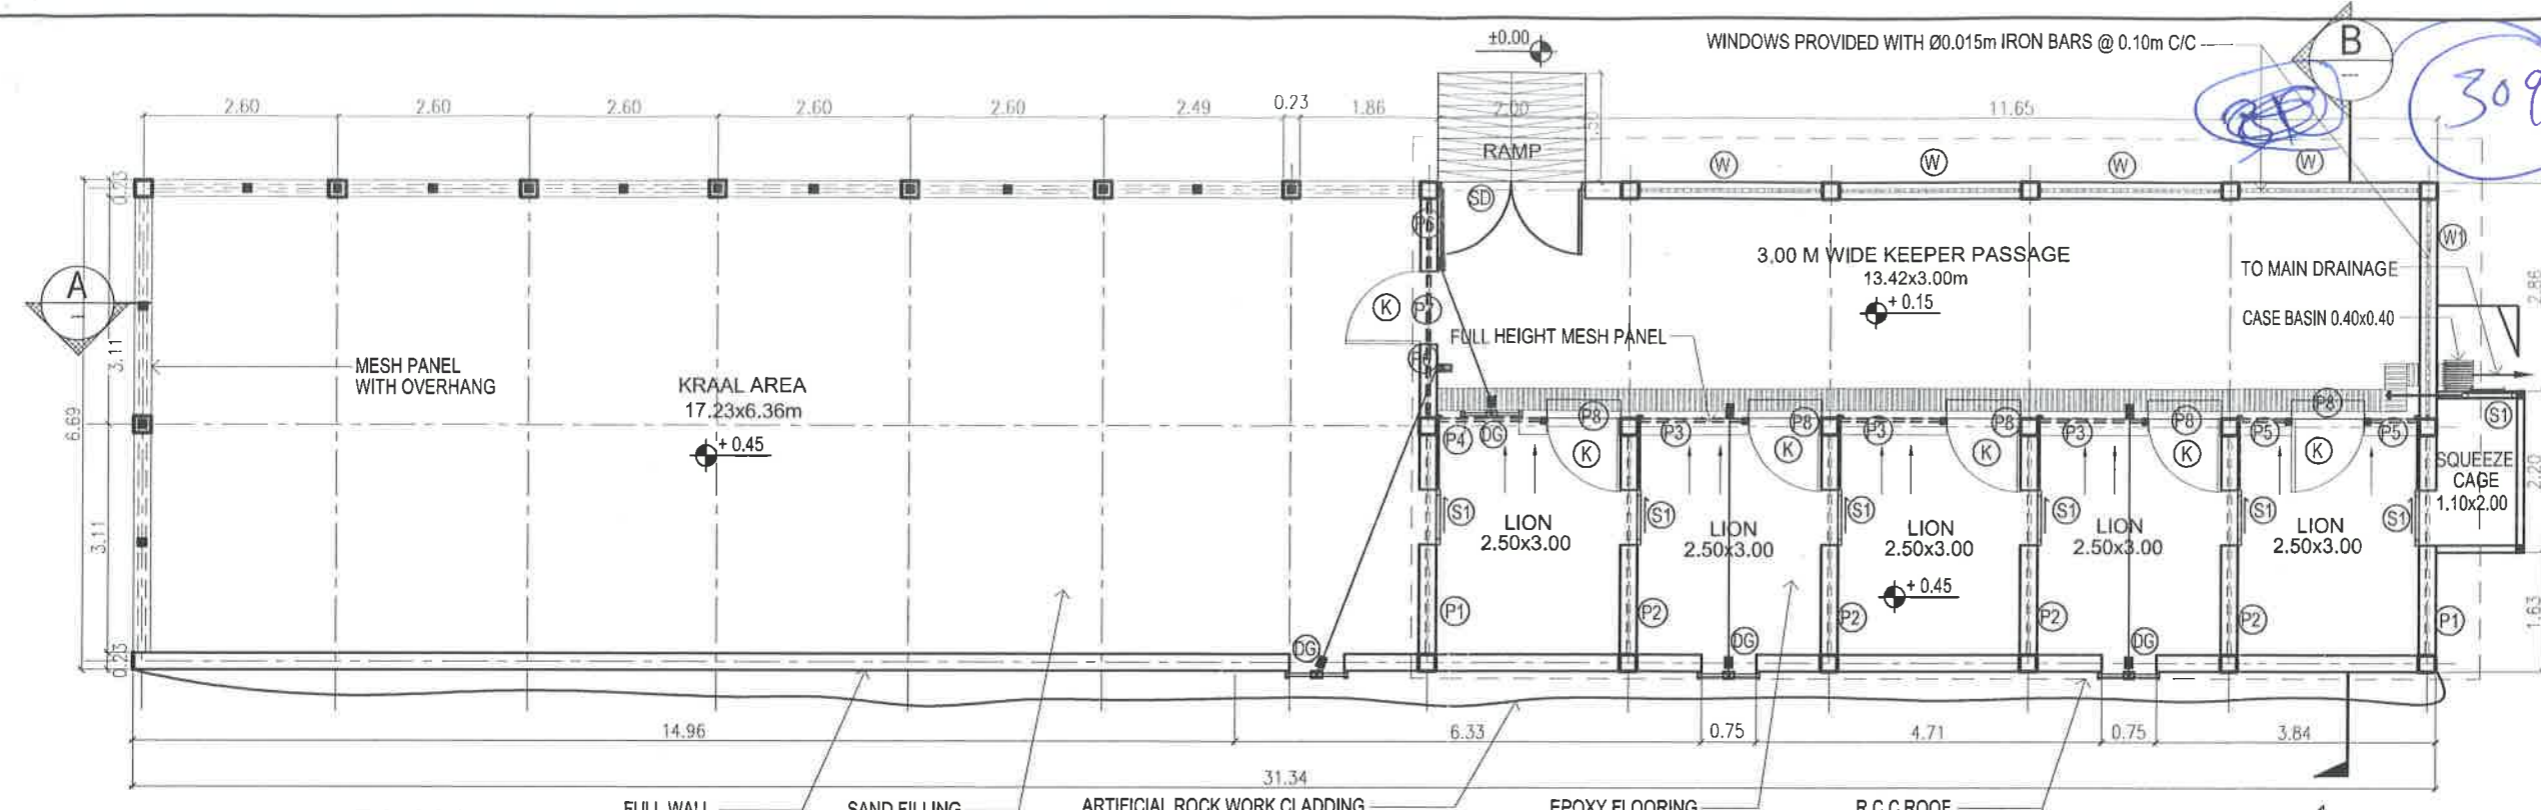 ±0.00
WINDOWS PROVIDED WITH Ø0.015m IRON BARS @ 0.10m C/C
B
309
2.60
2.60
2.60
2.60
2.60
2.49
0.23
1.86
2.00
11.65
RAMP
SD
W
W
W
W
W1
0.23
3.11
6.69
3.11
0.23
A
1
MESH PANEL
WITH OVERHANG
KRAAL AREA
17.23x6.36m
+ 0.45
P6
K
P7
3.00 M WIDE KEEPER PASSAGE
13.42x3.00m
+ 0.15
FULL HEIGHT MESH PANEL
TO MAIN DRAINAGE
CASE BASIN 0.40x0.40
2.86
P4
DG
P8
P3
P8
P3
P8
P3
P8
P5
P8
P5
S1
K
K
K
K
K
SQUEEZE
CAGE
1.10x2.00
2.20
S1
S1
S1
S1
S1
S1
LION
2.50x3.00
LION
2.50x3.00
LION
2.50x3.00
LION
2.50x3.00
LION
2.50x3.00
+ 0.45
P1
P2
P2
P2
P2
P1
1.63
DG
DG
DG
14.96
6.33
0.75
4.71
0.75
3.84
31.34
FULL WALL
SAND FILLING
ARTIFICIAL ROCK WORK CLADDING
EPOXY FLOORING
R.C.C ROOF